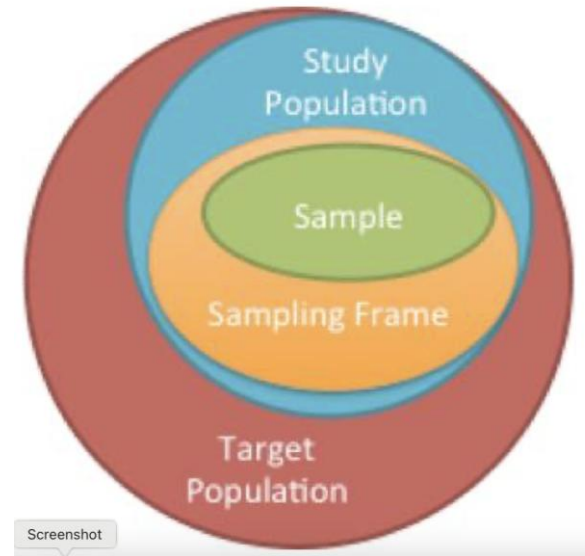 Study
Population
Sample
Sampling Frame
Target
Population
Screenshot